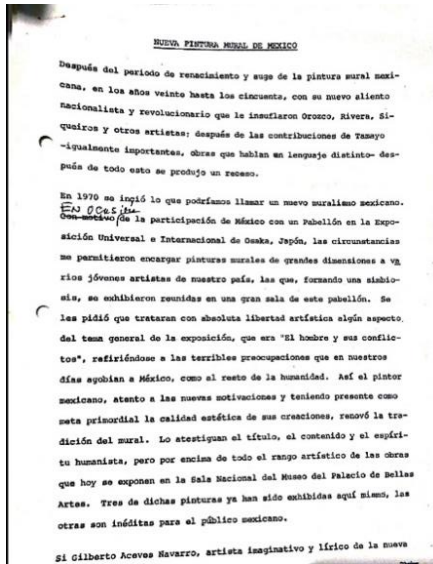 NUEVA PINTURA MURAL DE MEXICO
Después del periodo de renacimiento y auge de la pintura mural mexi-
cana, en los años veinte hasta los cincuenta, con su nuevo aliento
nacionalista y revolucionario que le insuflaron Orozco, Rivera, Si-
queiros y otros artistas; después de las contribuciones de Tamayo
-igualmente importantes, obras que hablan en lenguaje distinto- des-
pués de todo esto se produjo un receso.
En 1970 se inició lo que podríamos llamar un nuevo muralismo mexicano.
EN OCASIÓN
Con motivo de la participación de México con un Pabellón en la Expo-
sición Universal e Internacional de Osaka, Japón, las circunstancias
me permitieron encargar pinturas murales de grandes dimensiones a va
rios jóvenes artistas de nuestro país, las que, formando una simbio-
sis, se exhibieron reunidas en una gran sala de este pabellón. Se
les pidió que trataran con absoluta libertad artística algún aspecto
del tema general de la exposición, que era "El hombre y sus conflic-
tos", refiriéndose a las terribles preocupaciones que en nuestros
días agobian a México, como al resto de la humanidad. Así el pintor
mexicano, atento a las nuevas motivaciones y teniendo presente como
meta primordial la calidad estética de sus creaciones, renovó la tra-
dición del mural. Lo atestiguan el título, el contenido y el espíri-
tu humanista, pero por encima de todo el rango artístico de las obras
que hoy se exponen en la Sala Nacional del Museo del Palacio de Bellas
Artes. Tres de dichas pinturas ya han sido exhibidas aquí mismo, las
otras son inéditas para el público mexicano.
Si Gilberto Aceves Navarro, artista imaginativo y lírico de la nueva